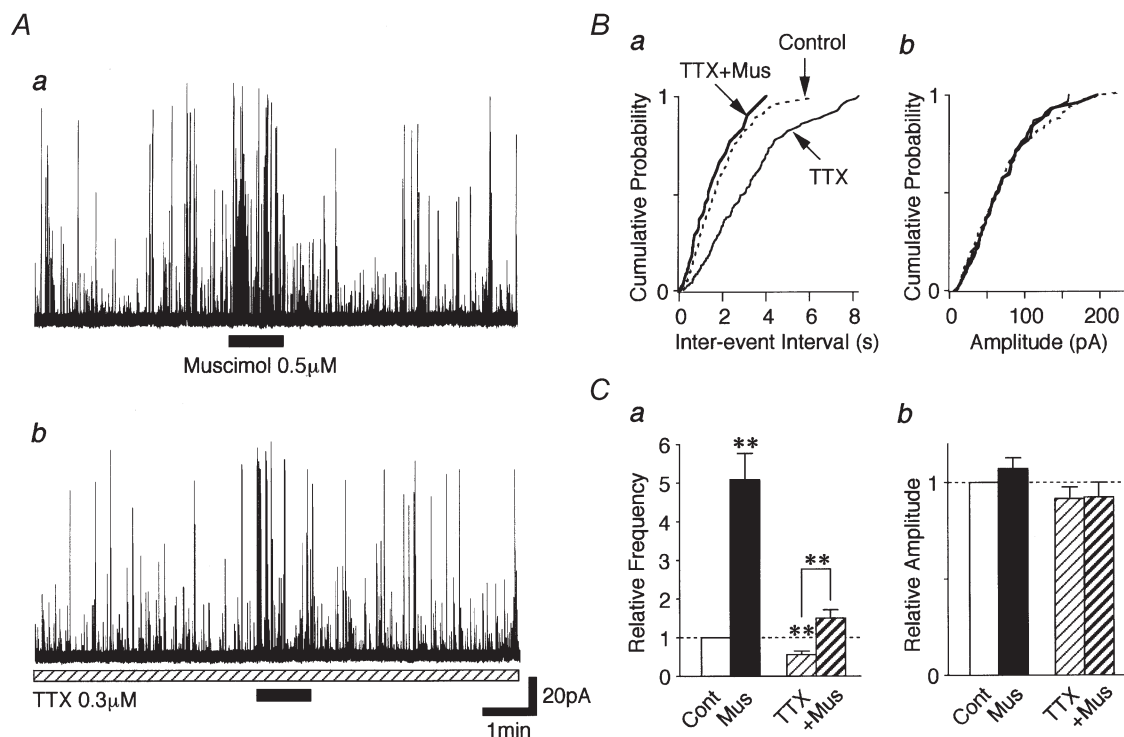 A
a
Muscimol 0.5μM
b
TTX 0.3μM
20pA
1min
B
a
Control
TTX+Mus
TTX
Cumulative Probability
1
0
0 2 4 6 8
Inter-event Interval (s)
b
Cumulative Probability
1
0
0 100 200
Amplitude (pA)
C
a
Relative Frequency
6
5
4
3
2
1
0
**
**
**
Cont
Mus
TTX
+Mus
b
Relative Amplitude
1
0
Cont
Mus
TTX
+Mus